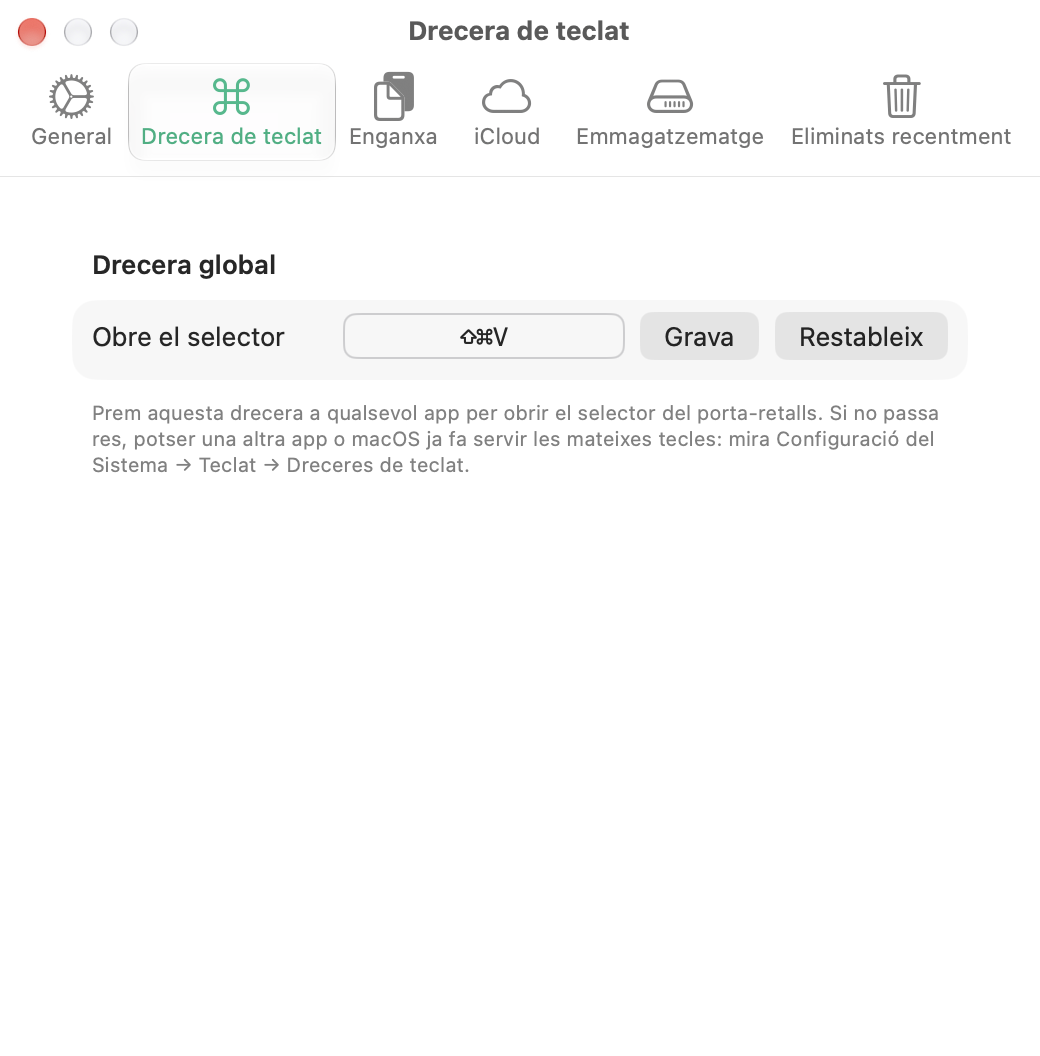 Drecera de teclat
General
Drecera de teclat
Enganxa
iCloud
Emmagatzematge
Eliminats recentment
Drecera global
Obre el selector
⇧⌘V
Grava
Restableix
Prem aquesta drecera a qualsevol app per obrir el selector del porta-retalls. Si no passa
res, potser una altra app o macOS ja fa servir les mateixes tecles: mira Configuració del
Sistema → Teclat → Dreceres de teclat.